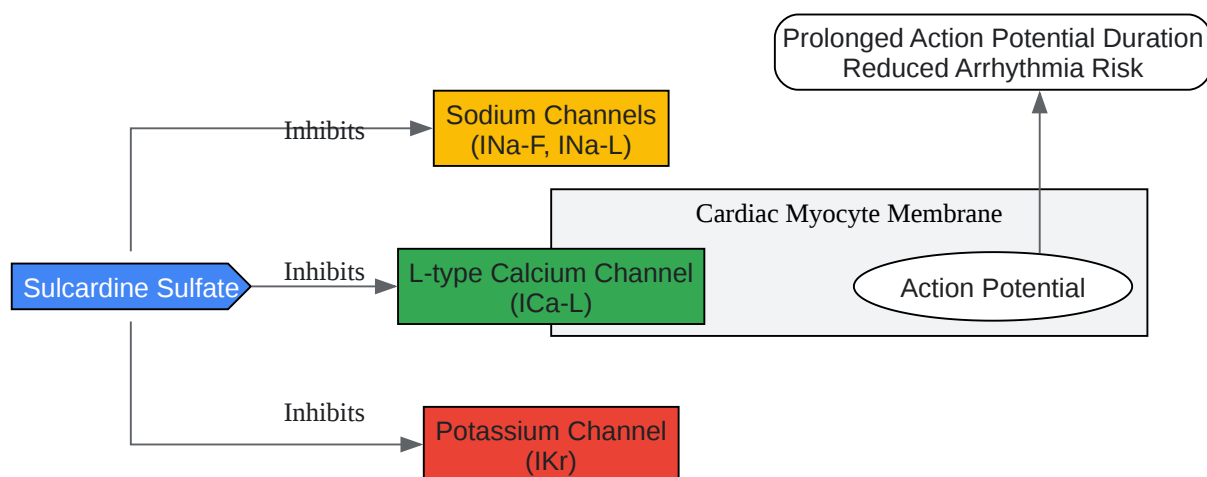 Prolonged Action Potential Duration
Reduced Arrhythmia Risk
Inhibits
Sodium Channels
(INa-F, INa-L)
Cardiac Myocyte Membrane
Sulcardine Sulfate
Inhibits
L-type Calcium Channel
(ICa-L)
Action Potential
Inhibits
Potassium Channel
(IKr)